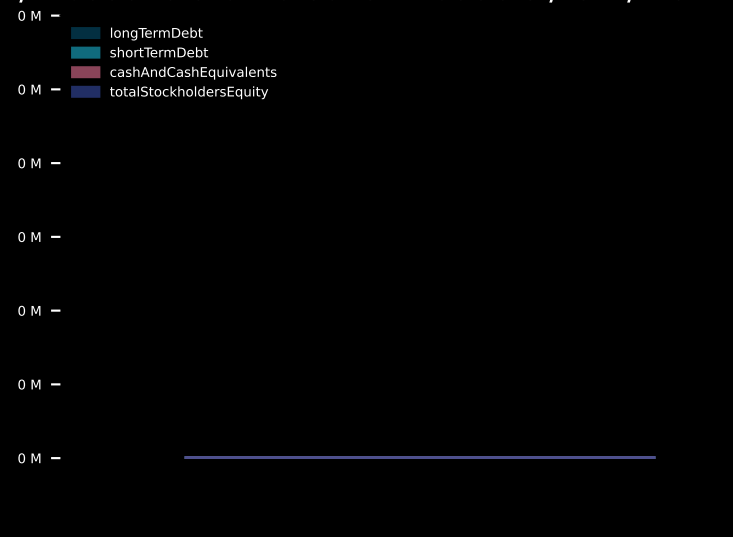 0 M
longTermDebt
shortTermDebt
cashAndCashEquivalents
0 M
totalStockholdersEquity
0 M
0 M
0 M
0 M
0 M